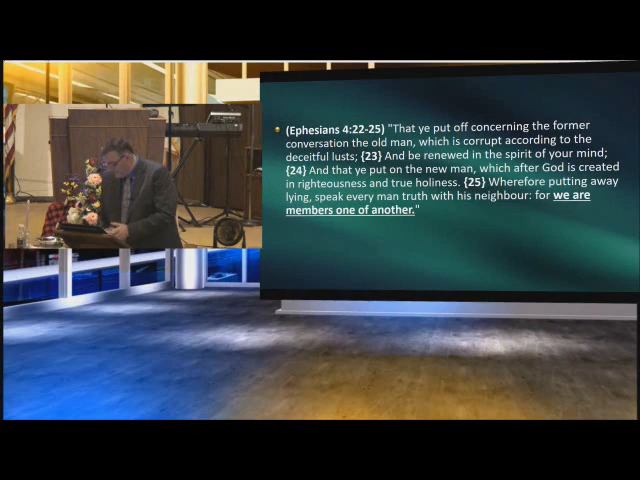 (Ephesians 4:22-25) "That ye put off concerning the former
conversation the old man, which is corrupt according to the
deceitful lusts; {23} And be renewed in the spirit of your mind;
{24} And that ye put on the new man, which after God is created
in righteousness and true holiness. {25} Wherefore putting away
lying, speak every man truth with his neighbour: for we are
members one of another."